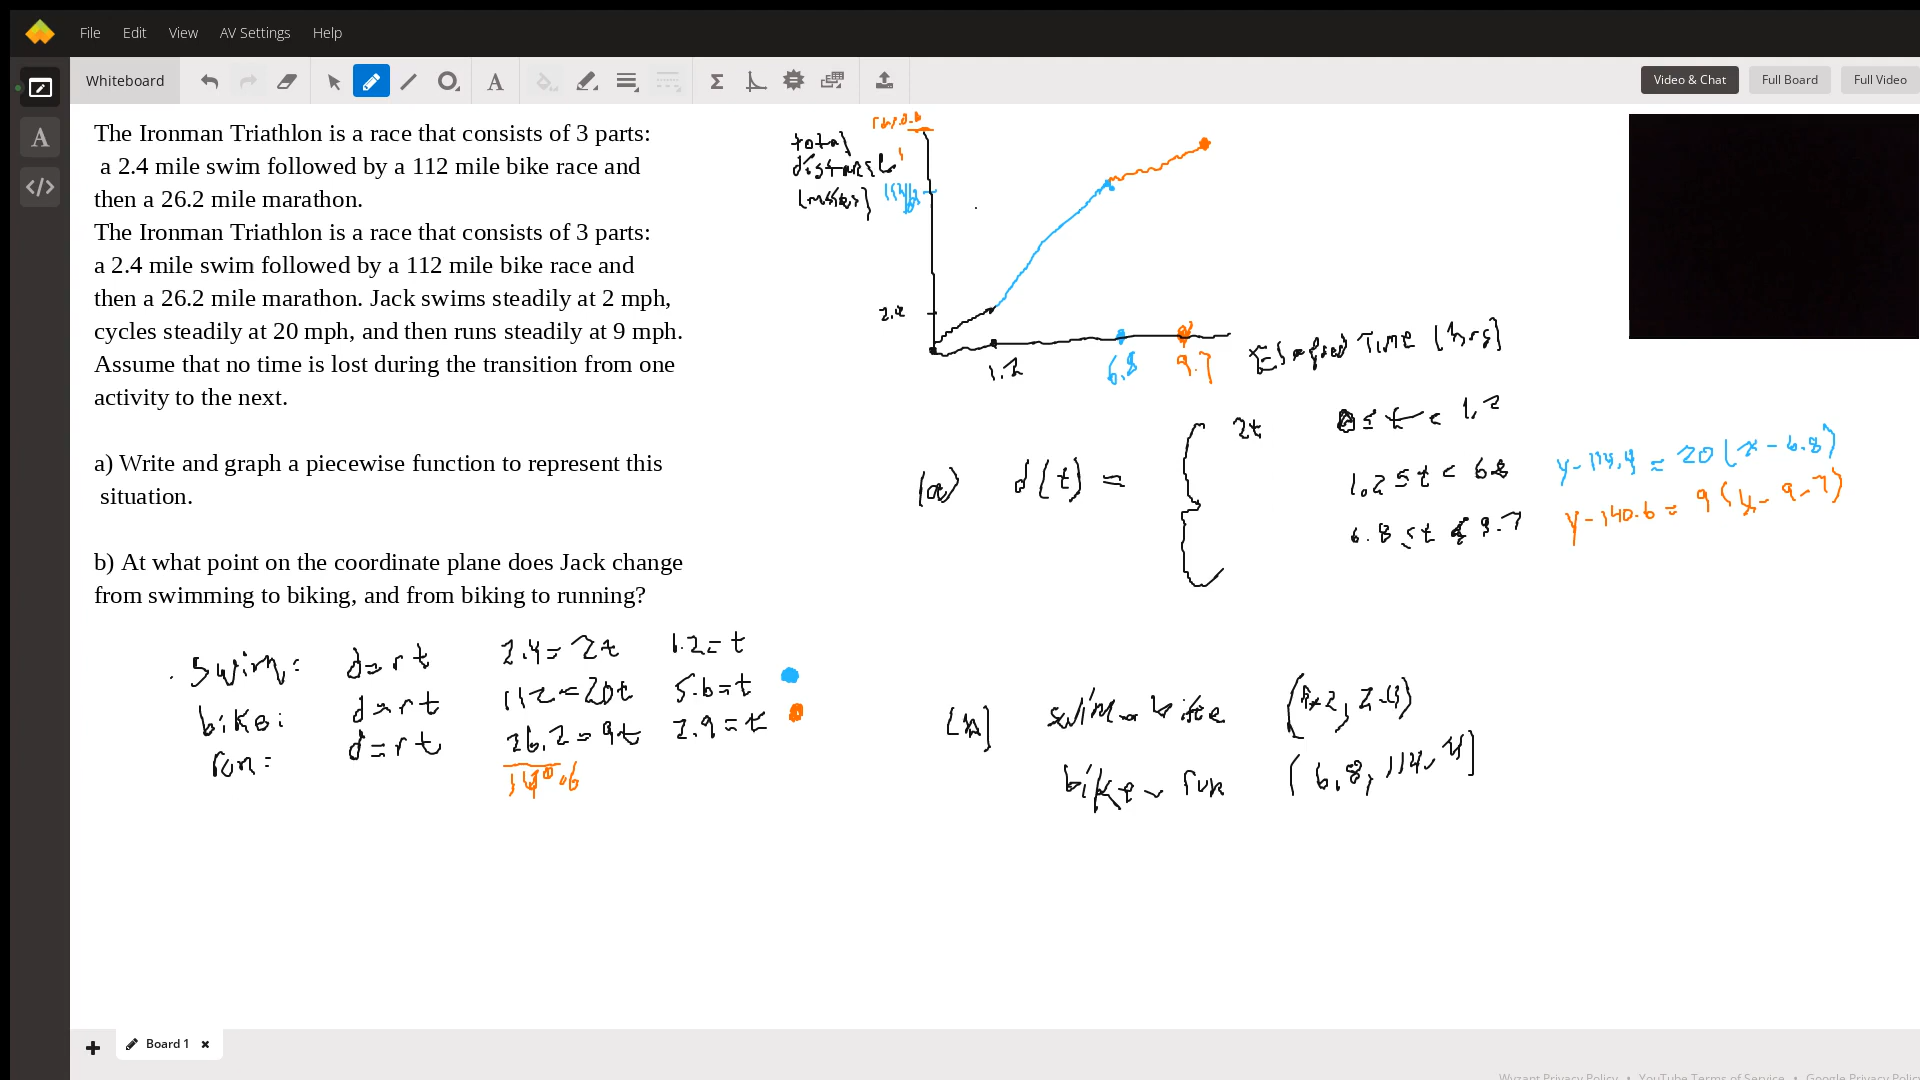 File Edit View AV Settings Help
Whiteboard
Video & Chat Full Board Full Video
The Ironman Triathlon is a race that consists of 3 parts:
a 2.4 mile swim followed by a 112 mile bike race and
then a 26.2 mile marathon.
The Ironman Triathlon is a race that consists of 3 parts:
a 2.4 mile swim followed by a 112 mile bike race and
then a 26.2 mile marathon. Jack swims steadily at 2 mph,
cycles steadily at 20 mph, and then runs steadily at 9 mph.
Assume that no time is lost during the transition from one
activity to the next.
a) Write and graph a piecewise function to represent this
situation.
b) At what point on the coordinate plane does Jack change
from swimming to biking, and from biking to running?
swim: d=rt 2.4=2t 1.2=t
bike: d=rt 112=20t 5.6=t
run: d=rt 26.2=9t 2.9=t
140.6
total
distance
(miles)
2.4
1.2 6.8 9.7
Elapsed Time (hrs)
(a) d(t) =
2t 0≤t<1.2
1.2≤t<6.8 y-114.4=20(x-6.8)
6.8≤t≤9.7 y-140.6=9(x-9.7)
(b) swim-bike (1.2, 2.4)
bike-run (6.8, 114.4)
Board 1
Wyzant Privacy Policy • YouTube Terms of Service • Google Privacy Policy